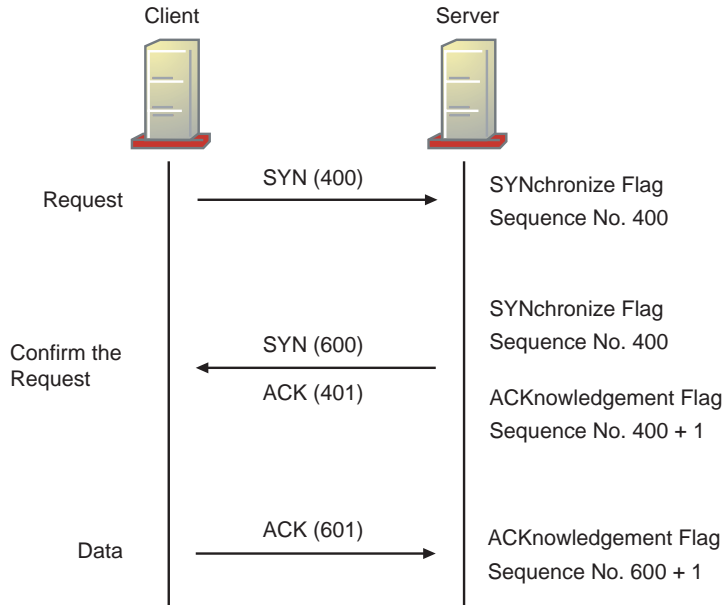 Client
Server
Request
SYN (400)
SYNchronize Flag
Sequence No. 400
Confirm the
Request
SYN (600)
ACK (401)
SYNchronize Flag
Sequence No. 400
ACKnowledgement Flag
Sequence No. 400 + 1
Data
ACK (601)
ACKnowledgement Flag
Sequence No. 600 + 1